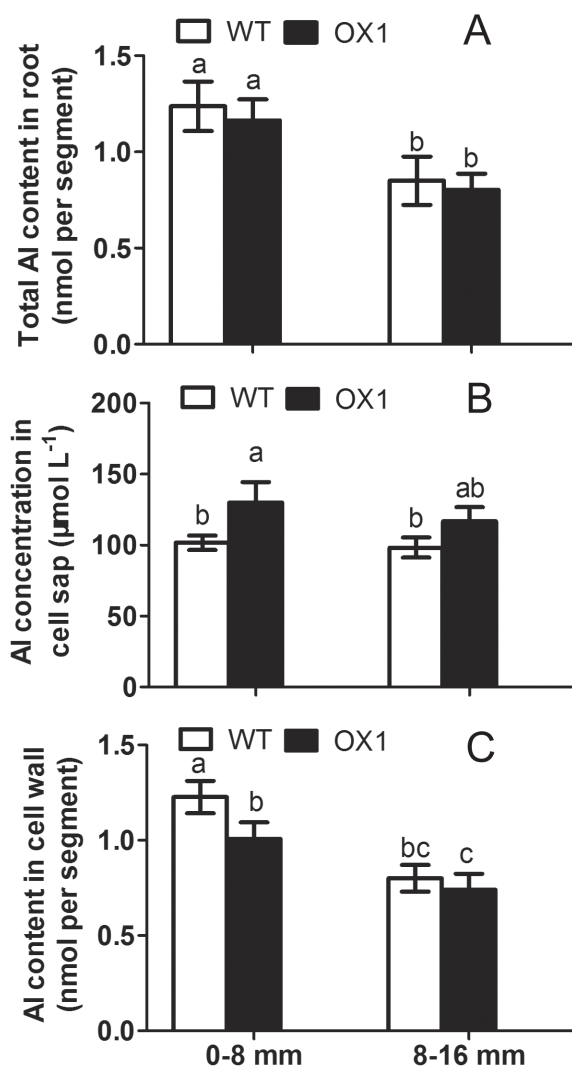 WT OX1 A
Total Al content in root
(nmol per segment)
1.5
1.0
0.5
0.0
a a
b b
WT OX1 B
Al concentration in
cell sap (µmol L⁻¹)
200
150
100
50
0
b a
b ab
WT OX1 C
Al content in cell wall
(nmol per segment)
1.5
1.0
0.5
0.0
a b
bc c
0-8 mm 8-16 mm